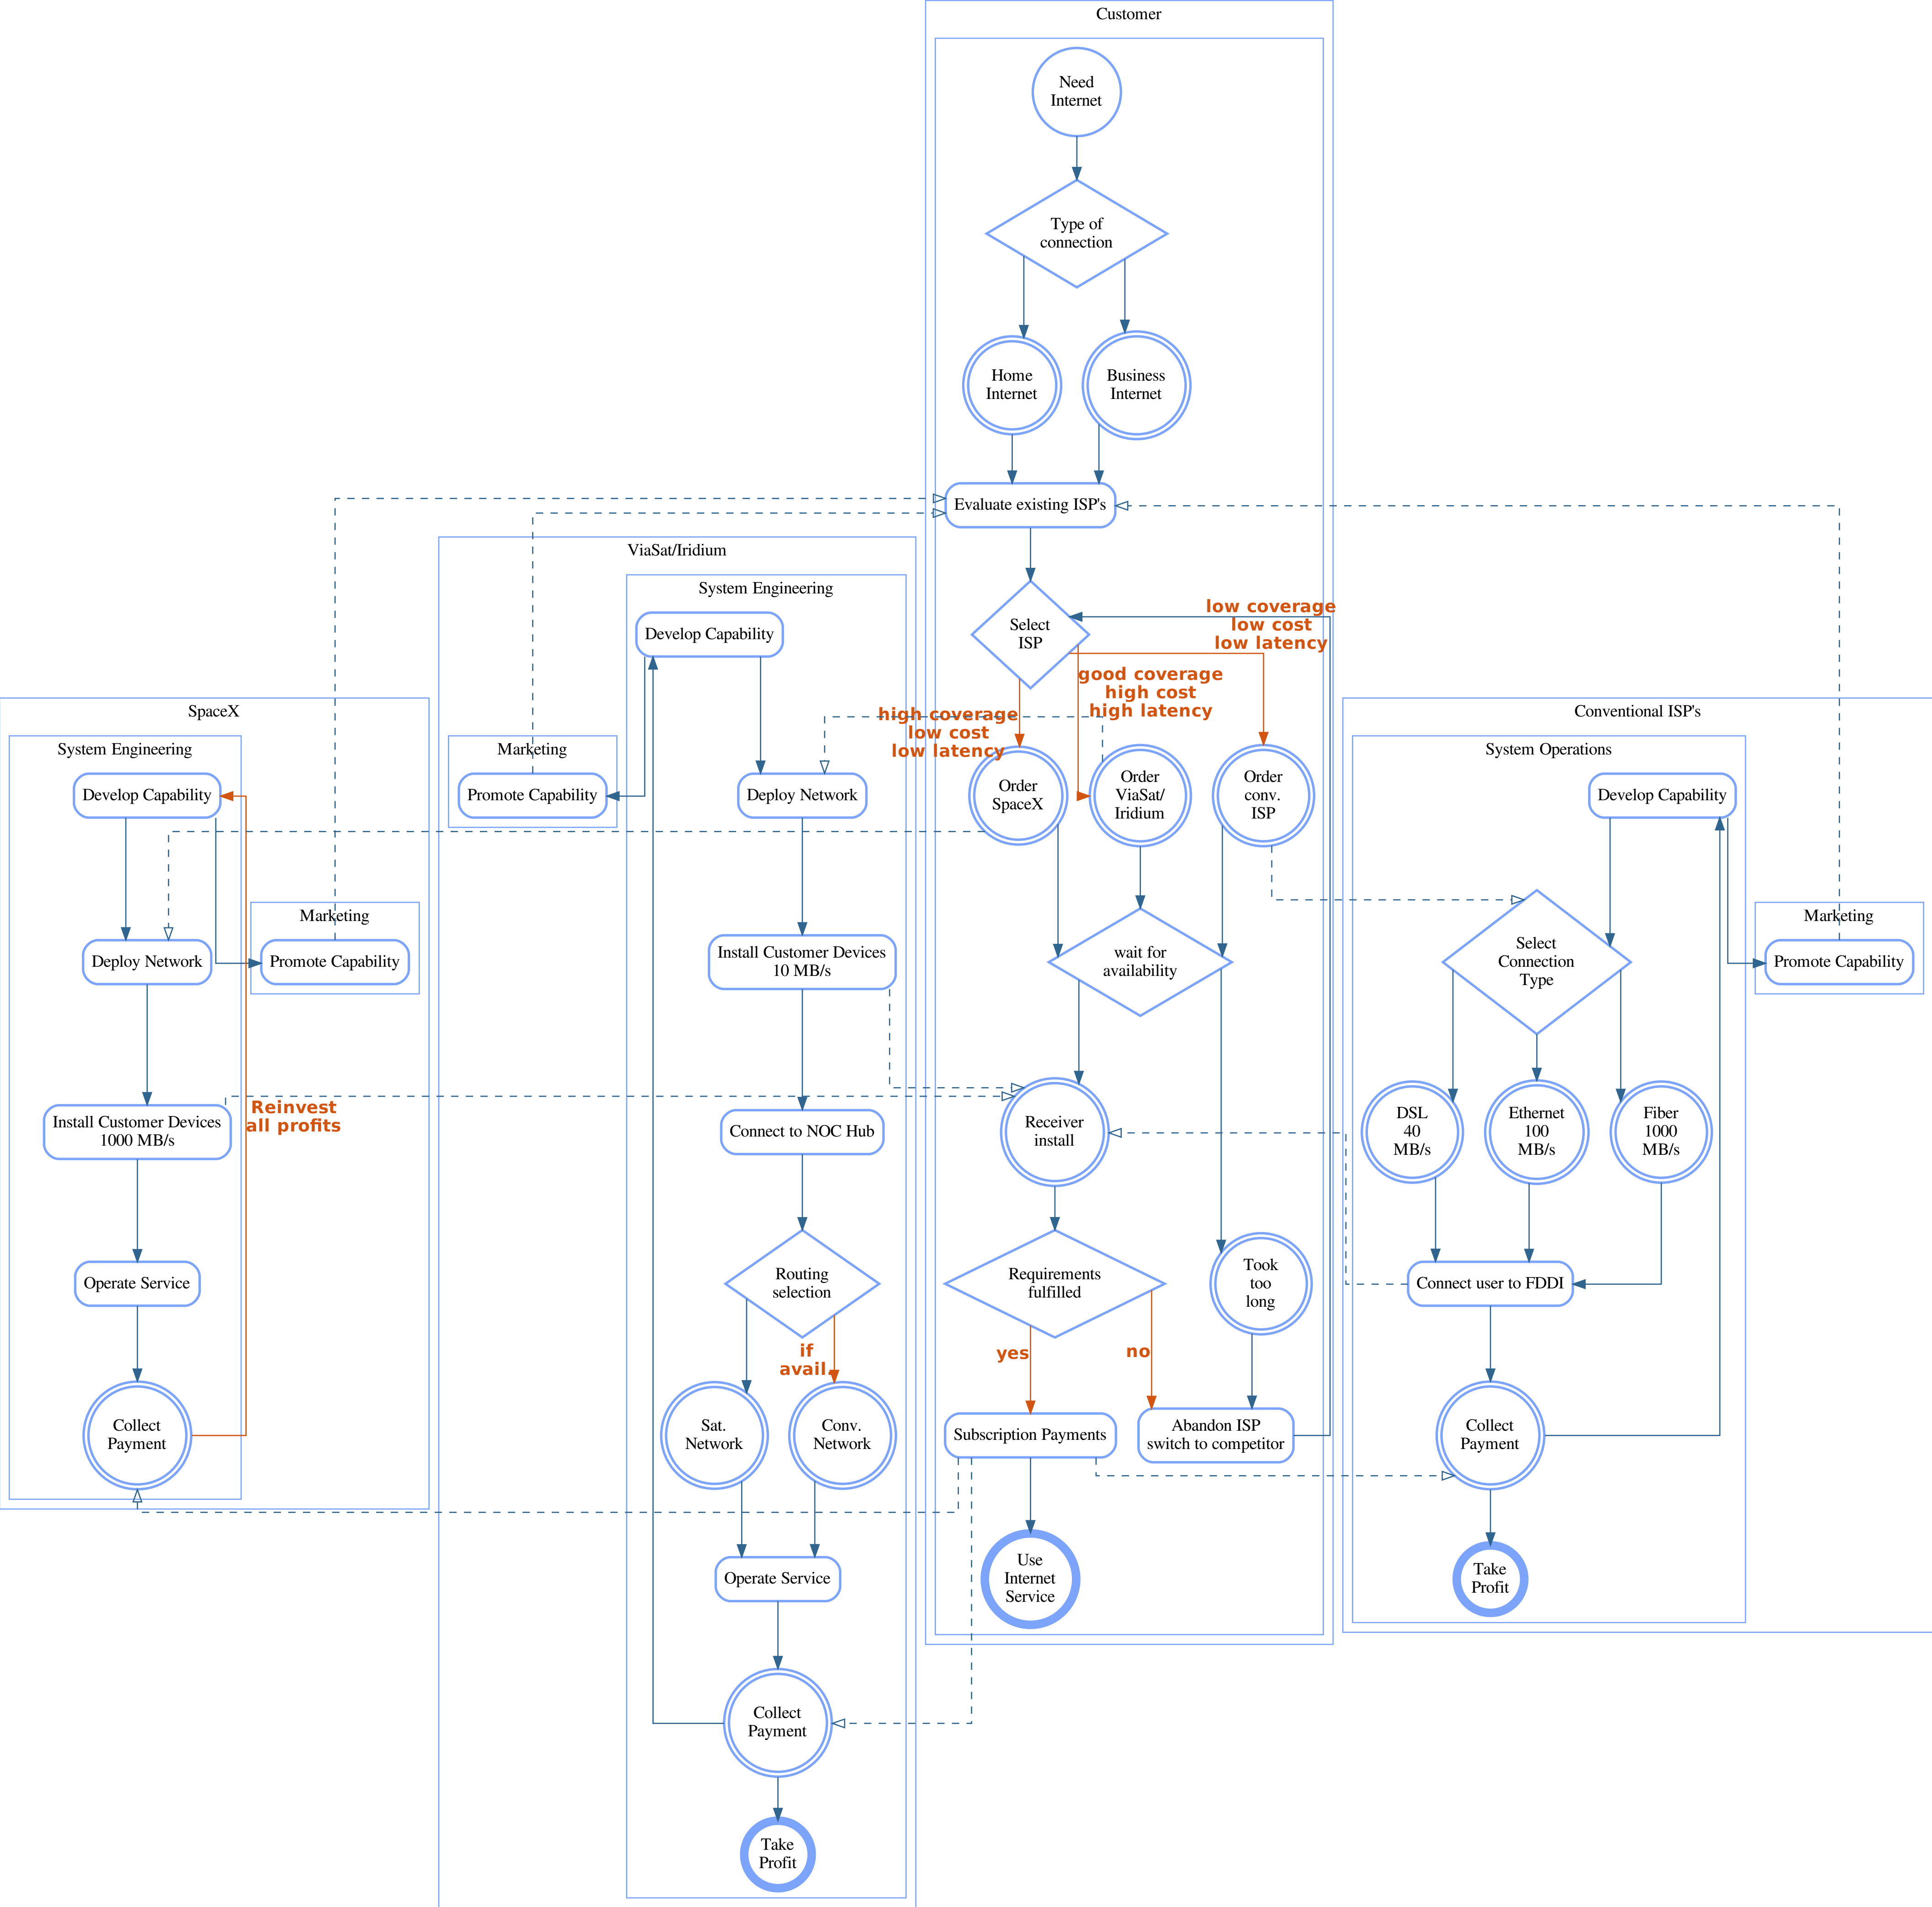 Customer
Need
Internet
Type of
connection
Home
Internet
Business
Internet
Evaluate existing ISP's
Select
ISP
low coverage
low cost
low latency
good coverage
high cost
high latency
high coverage
low cost
low latency
Order
SpaceX
Order
ViaSat/
Iridium
Order
conv.
ISP
wait for
availability
Receiver
install
Requirements
fulfilled
Took
too
long
yes
no
Subscription Payments
Abandon ISP
switch to competitor
Use
Internet
Service
ViaSat/Iridium
System Engineering
Develop Capability
Marketing
Promote Capability
Deploy Network
Install Customer Devices
10 MB/s
Connect to NOC Hub
Routing
selection
if
avail.
Sat.
Network
Conv.
Network
Operate Service
Collect
Payment
Take
Profit
SpaceX
System Engineering
Develop Capability
Deploy Network
Marketing
Promote Capability
Install Customer Devices
1000 MB/s
Reinvest
all profits
Operate Service
Collect
Payment
Conventional ISP's
System Operations
Develop Capability
Select
Connection
Type
Marketing
Promote Capability
DSL
40
MB/s
Ethernet
100
MB/s
Fiber
1000
MB/s
Connect user to FDDI
Collect
Payment
Take
Profit